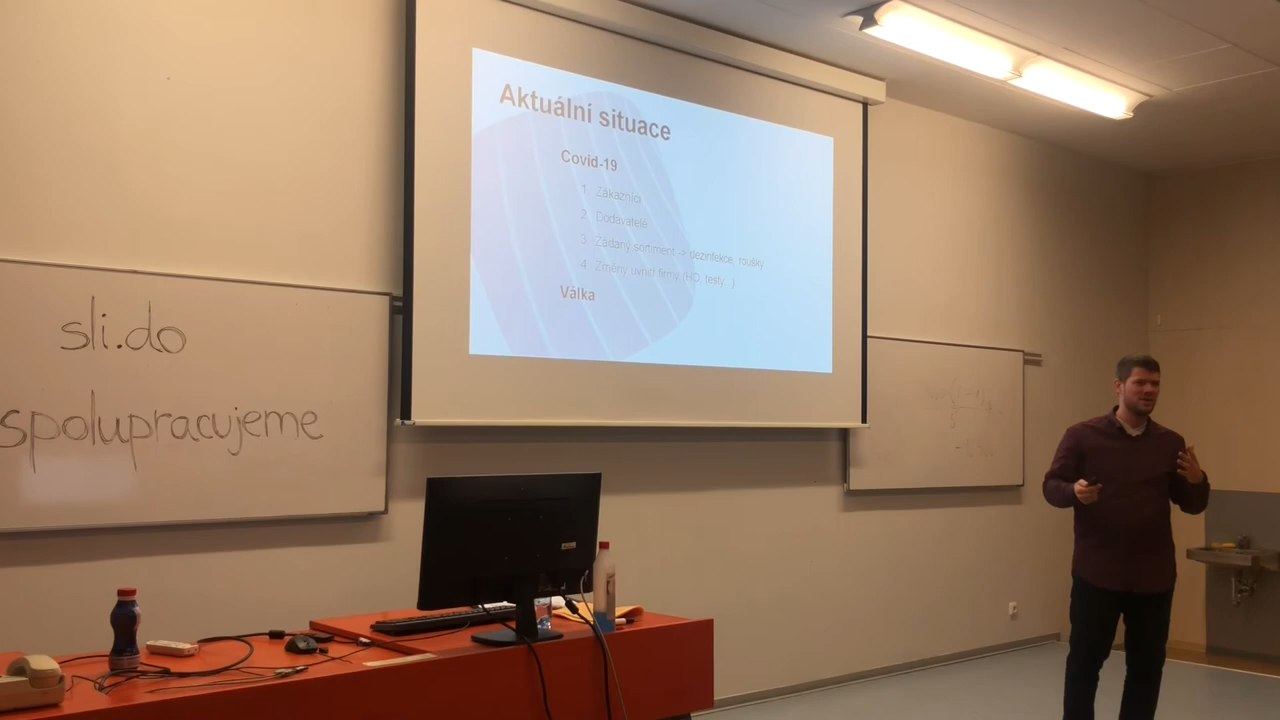 sli.do
spolupracujeme
Aktuální situace
Covid-19
1. Zákazníci
2. Dodavatelé
3. Žádaný sortiment -> dezinfekce, roušky
4. Změny uvnitř firmy (HO, testy..)
Válka